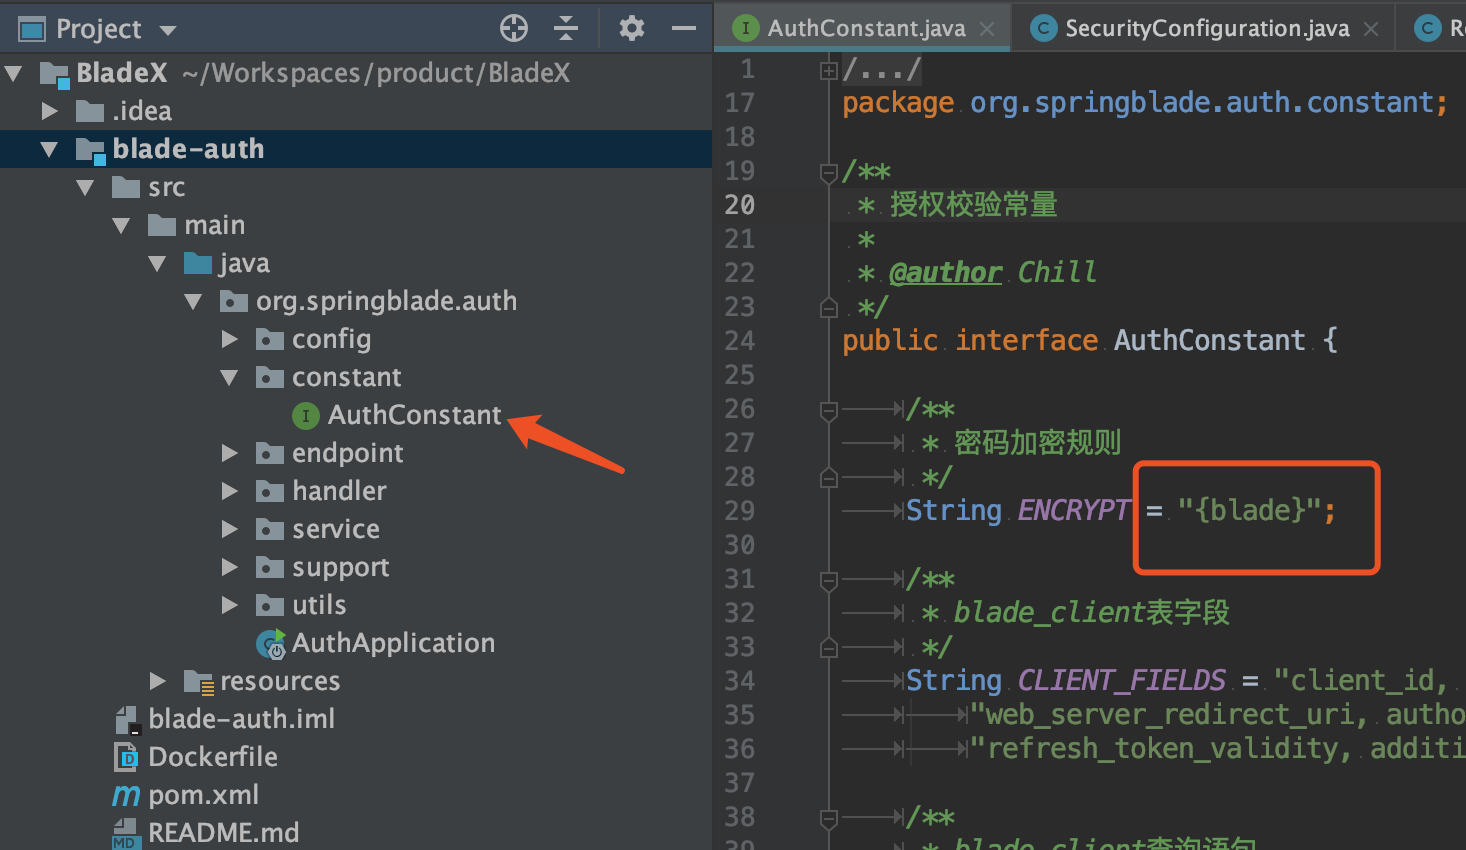 Project
BladeX ~/Workspaces/product/BladeX
.idea
blade-auth
src
main
java
org.springblade.auth
config
constant
AuthConstant
endpoint
handler
service
support
utils
AuthApplication
resources
blade-auth.iml
Dockerfile
pom.xml
README.md
AuthConstant.java
SecurityConfiguration.java
1 /.../
17 package org.springblade.auth.constant;
18
19 /**
20 * 授权校验常量
21 *
22 * @author Chill
23 */
24 public interface AuthConstant {
25
26 /**
27 * 密码加密规则
28 */
29 String ENCRYPT = "{blade}";
30
31 /**
32 * blade_client表字段
33 */
34 String CLIENT_FIELDS = "client_id,
35 "web_server_redirect_uri, autho
36 "refresh_token_validity, additi
37
38 /**
39 * blade_client查询语句